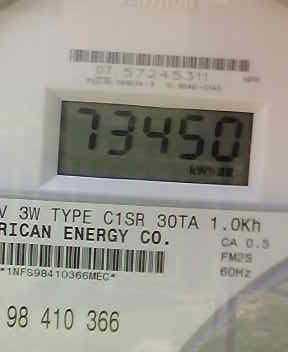 07 57245311
73450
kWh
V 3W TYPE C1SR 30TA 1.0Kh
RICAN ENERGY CO.
CA 0.5
FM2S
60Hz
*1NFS98410366MEC*
98 410 366